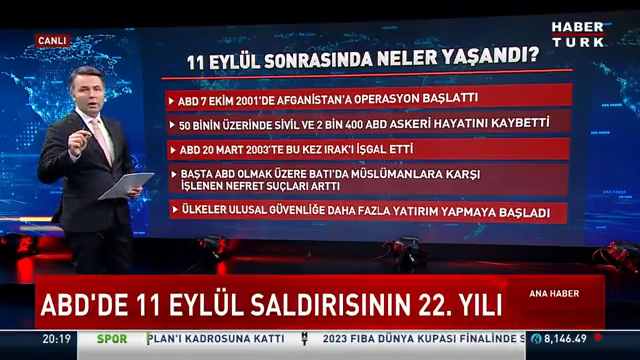 CANLI
HABER
TÜRK
11 EYLÜL SONRASINDA NELER YAŞANDI?
ABD 7 EKİM 2001'DE AFGANİSTAN'A OPERASYON BAŞLATTI
50 BİNİN ÜZERİNDE SİVİL VE 2 BİN 400 ABD ASKERİ HAYATINI KAYBETTİ
ABD 20 MART 2003'TE BU KEZ IRAK'I İŞGAL ETTİ
BAŞTA ABD OLMAK ÜZERE BATI'DA MÜSLÜMANLARA KARŞI
İŞLENEN NEFRET SUÇLARI ARTTI
ÜLKELER ULUSAL GÜVENLİĞE DAHA FAZLA YATIRIM YAPMAYA BAŞLADI
ABD'DE 11 EYLÜL SALDIRISININ 22. YILI
ANA HABER
20:19 SPOR PLAN'I KADROSUNA KATTI 2023 FIBA DÜNYA KUPASI FİNALİNDE S 8,146.49